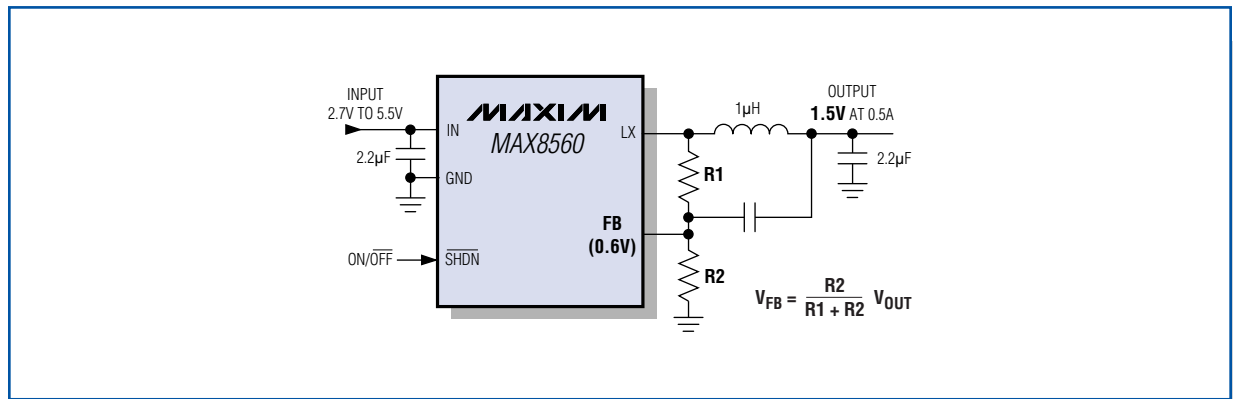 INPUT
2.7V TO 5.5V
2.2µF
IN
GND
ON/OFF
SHDN
MAXIM
MAX8560
LX
FB
(0.6V)
1µH
R1
R2
OUTPUT
1.5V AT 0.5A
2.2µF
V_FB = R2 / (R1 + R2) V_OUT